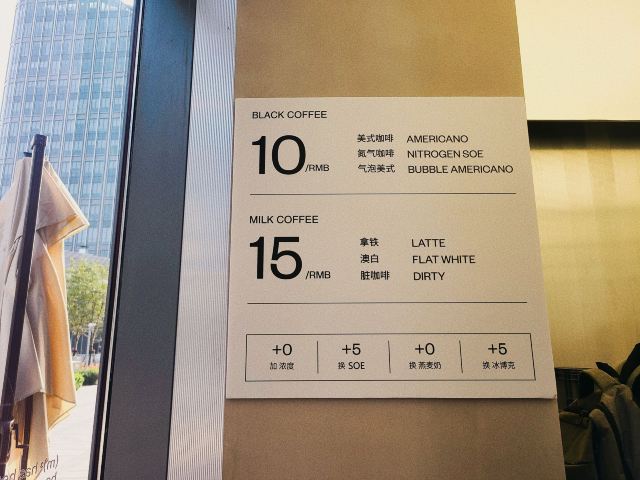 BLACK COFFEE
10/RMB
美式咖啡 AMERICANO
氮气咖啡 NITROGEN SOE
气泡美式 BUBBLE AMERICANO
MILK COFFEE
15/RMB
拿铁 LATTE
澳白 FLAT WHITE
脏咖啡 DIRTY
+0 +5 +0 +5
加 浓度 换 SOE 换 燕麦奶 换 冰博克